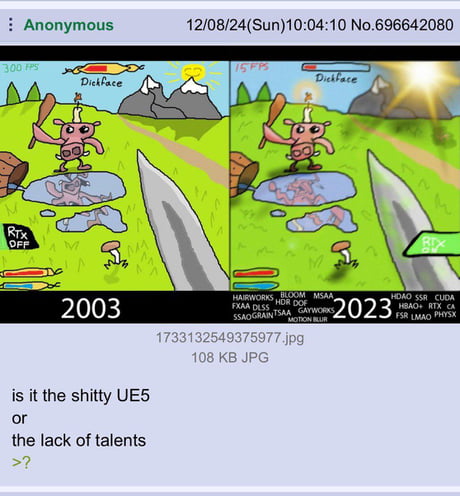 Anonymous 12/08/24(Sun)10:04:10 No.696642080
300 FPS
Dickface
RTX
OFF
2003
15 FPS
Dickface
RTX
ON
HAIRWORKS BLOOM MSAA
FXAA DLSS HDR DOF
SSAO GRAIN TSAA GAYWORKS
MOTION BLUR
2023
HDAO SSR CUDA
HBAO+ RTX CA
FSR LMAO PHYSX
1733132549375977.jpg
108 KB JPG
is it the shitty UE5
or
the lack of talents
>?